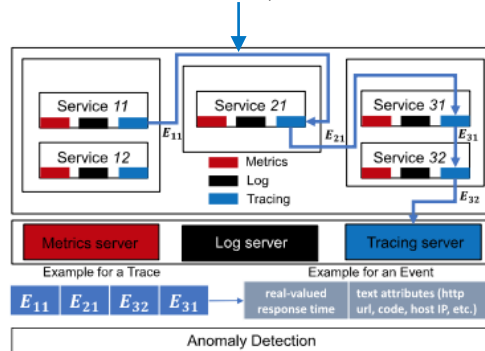 Service 11
Service 21
Service 31
E11
E21
E31
Service 12
Service 32
Metrics
Log
Tracing
E32
Metrics server
Log server
Tracing server
Example for a Trace
Example for an Event
E11 E21 E32 E31
real-valued response time
text attributes (http url, code, host IP, etc.)
Anomaly Detection